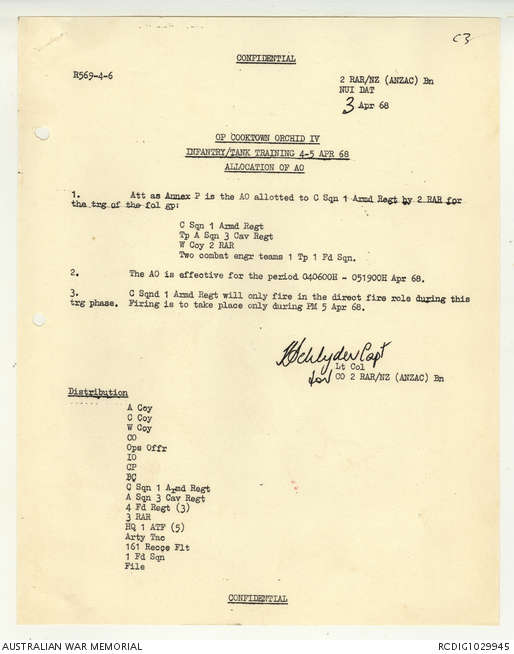 C3
CONFIDENTIAL
R569-4-6
2 RAR/NZ (ANZAC) Bn
NUI DAT
3 Apr 68
OP COOKTOWN ORCHID IV
INFANTRY/TANK TRAINING 4-5 APR 68
ALLOCATION OF AO
1. Att as Annex P is the AO allotted to C Sqn 1 Armd Regt by 2 RAR for
the trg of the fol gp:
C Sqn 1 Armd Regt
Tp A Sqn 3 Cav Regt
W Coy 2 RAR
Two combat engr teams 1 Tp 1 Fd Sqn.
2. The AO is effective for the period 040600H - 051900H Apr 68.
3. C Sqnd 1 Armd Regt will only fire in the direct fire role during this
trg phase. Firing is to take place only during PM 5 Apr 68.
Capt
Lt Col
for CO 2 RAR/NZ (ANZAC) Bn
Distribution
A Coy
C Coy
W Coy
CO
Ops Offr
IO
CP
BC
C Sqn 1 Armd Regt
A Sqn 3 Cav Regt
4 Fd Regt (3)
3 RAR
HQ 1 ATF (5)
Arty Tac
161 Recce Flt
1 Fd Sqn
File
CONFIDENTIAL
AUSTRALIAN WAR MEMORIAL
RCDIG1029945